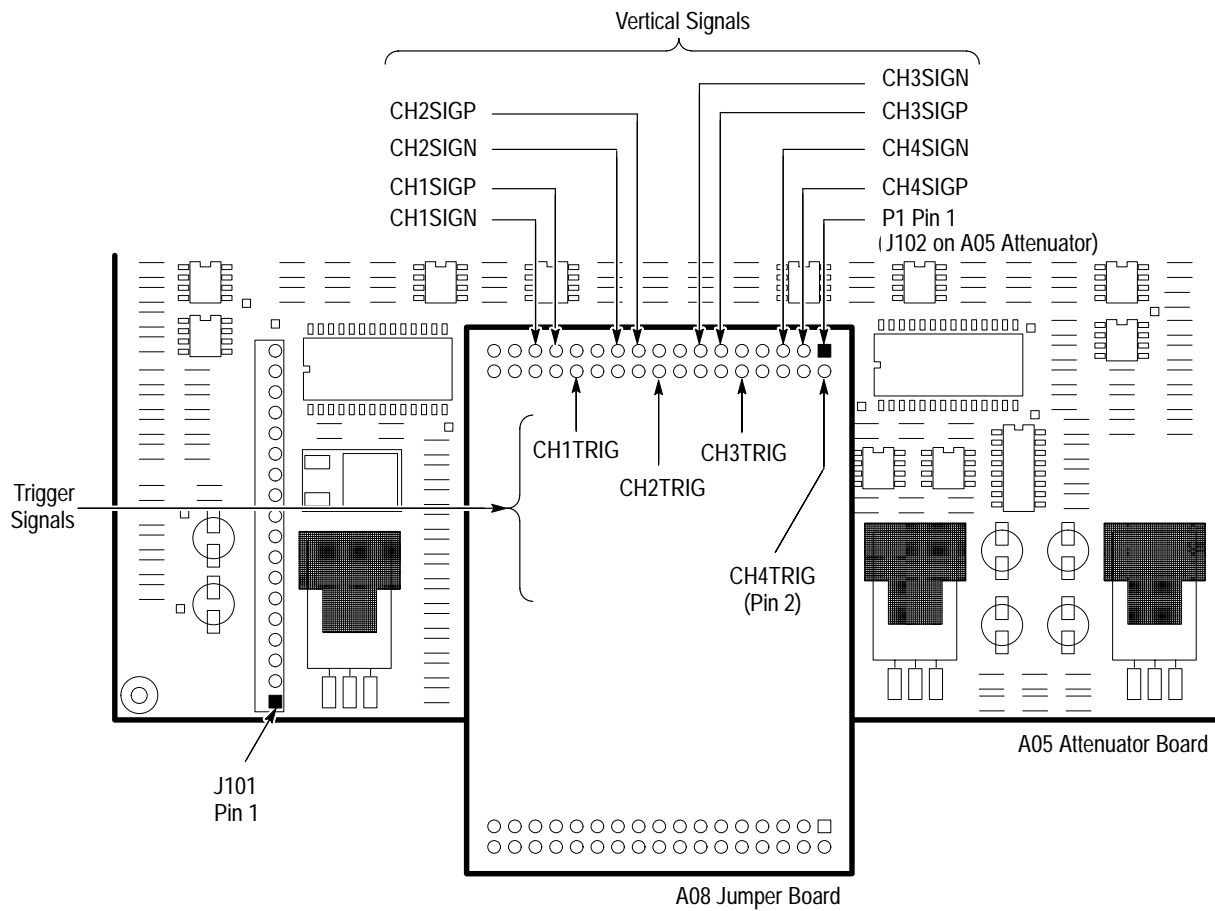 Vertical Signals
CH3SIGN
CH2SIGP
CH3SIGP
CH2SIGN
CH4SIGN
CH1SIGP
CH4SIGP
CH1SIGN
P1 Pin 1
(J102 on A05 Attenuator)
CH1TRIG
CH3TRIG
CH2TRIG
Trigger
Signals
CH4TRIG
(Pin 2)
A05 Attenuator Board
J101
Pin 1
A08 Jumper Board